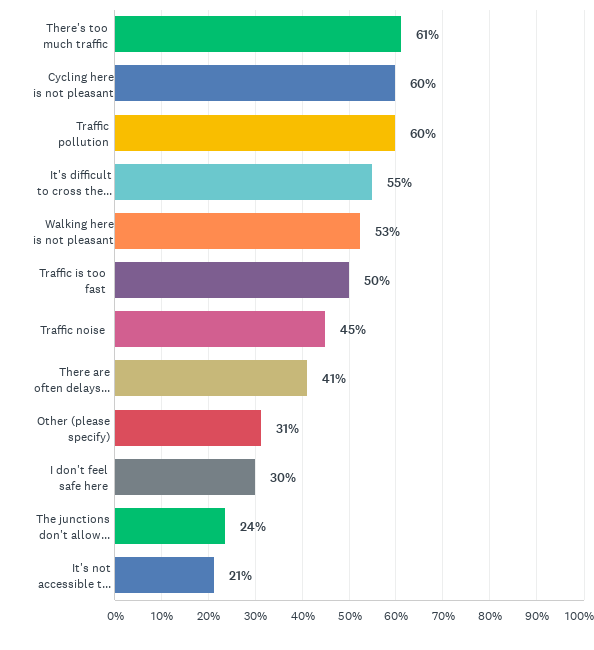 There's too
much traffic
61%
Cycling here
is not pleasant
60%
Traffic
pollution
60%
It's difficult
to cross the...
55%
Walking here
is not pleasant
53%
Traffic is too
fast
50%
Traffic noise
45%
There are
often delays...
41%
Other (please
specify)
31%
I don't feel
safe here
30%
The junctions
don't allow...
24%
It's not
accessible t...
21%
0% 10% 20% 30% 40% 50% 60% 70% 80% 90% 100%